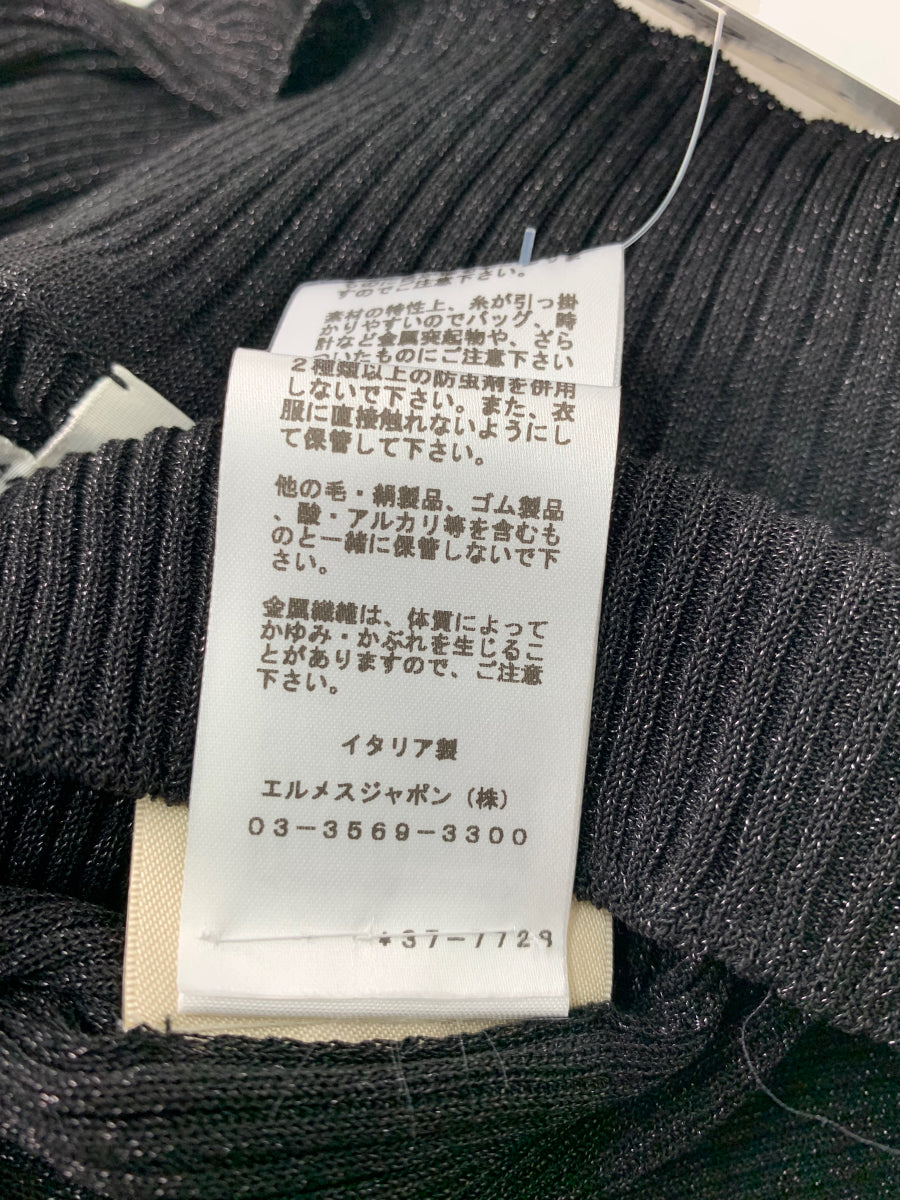 すのでご注意下さい。
素材の特性上、糸が引っ掛
かりやすいのでバッグ、時
計など金属突起物や、ざら
ついたものにご注意下さい
2種類以上の防虫剤を併用
しないで下さい。また、衣
服に直接触れないようにし
て保管して下さい。
他の毛・絹製品、ゴム製品
、酸・アルカリ等を含むも
のと一緒に保管しないで下
さい。
金属繊維は、体質によって
かゆみ・かぶれを生じるこ
とがありますので、ご注意
下さい。
イタリア製
エルメスジャポン（株）
03-3569-3300
37-7729